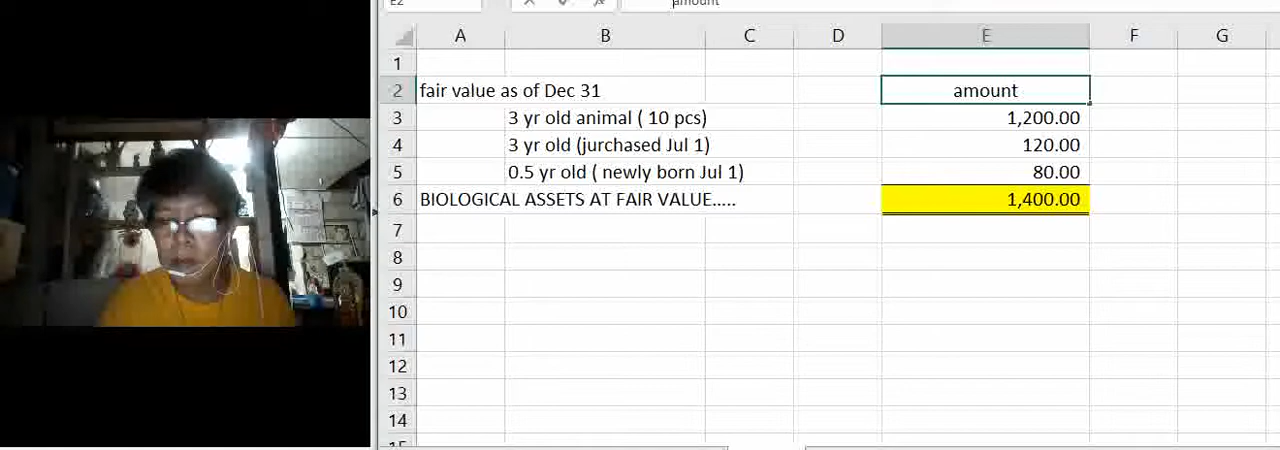 E2 fx amount
A B C D E F G
1
2 fair value as of Dec 31 amount
3 3 yr old animal ( 10 pcs) 1,200.00
4 3 yr old (jurchased Jul 1) 120.00
5 0.5 yr old ( newly born Jul 1) 80.00
6 BIOLOGICAL ASSETS AT FAIR VALUE..... 1,400.00
7
8
9
10
11
12
13
14
15